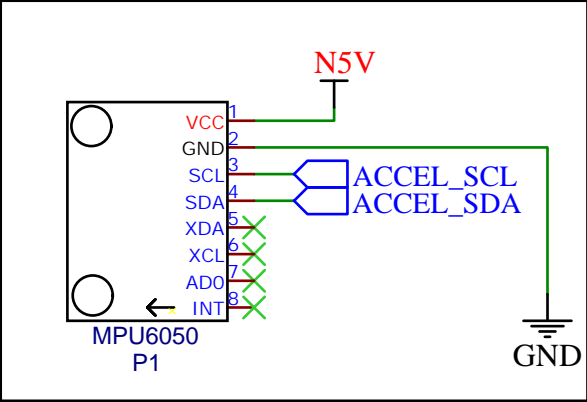 N5V
VCC 1
GND 2
SCL 3 ACCEL_SCL
SDA 4 ACCEL_SDA
XDA 5
XCL 6
AD0 7
INT 8
MPU6050
P1
GND